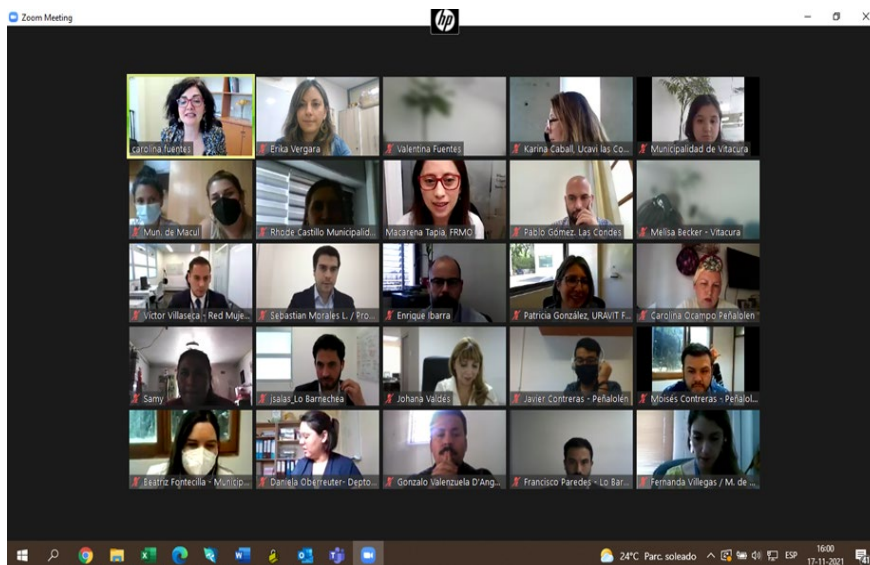 Zoom Meeting
hp
carolina fuentes
Erika Vergara
Valentina Fuentes
Karina Caball, Ucavi las Co...
Municipalidad de Vitacura
Mun. de Macul
Rhode Castillo Municipalid...
Macarena Tapia, FRMO
Pablo Gómez. Las Condes
Melisa Becker - Vitacura
Victor Villaseca - Red Muje...
Sebastian Morales L. / Pro...
Enrique Ibarra
Patricia González, URAVIT F...
Carolina Ocampo Peñalolen
Samy
jsalas_Lo Barnechea
Johana Valdés
Javier Contreras - Peñalolén
Moisés Contreras - Peñalol...
Beatriz Fontecilla - Municip...
Daniela Oberreuter- Depto...
Gonzalo Valenzuela D'Ang...
Francisco Paredes - Lo Bar...
Fernanda Villegas / M. de ...
24°C Parc. soleado
ESP
16:00
17-11-2021
41